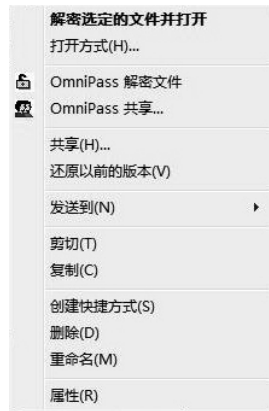 解密选定的文件并打开
打开方式(H)...
OmniPass 解密文件
OmniPass 共享...
共享(H)...
还原以前的版本(V)
发送到(N)
剪切(T)
复制(C)
创建快捷方式(S)
删除(D)
重命名(M)
属性(R)